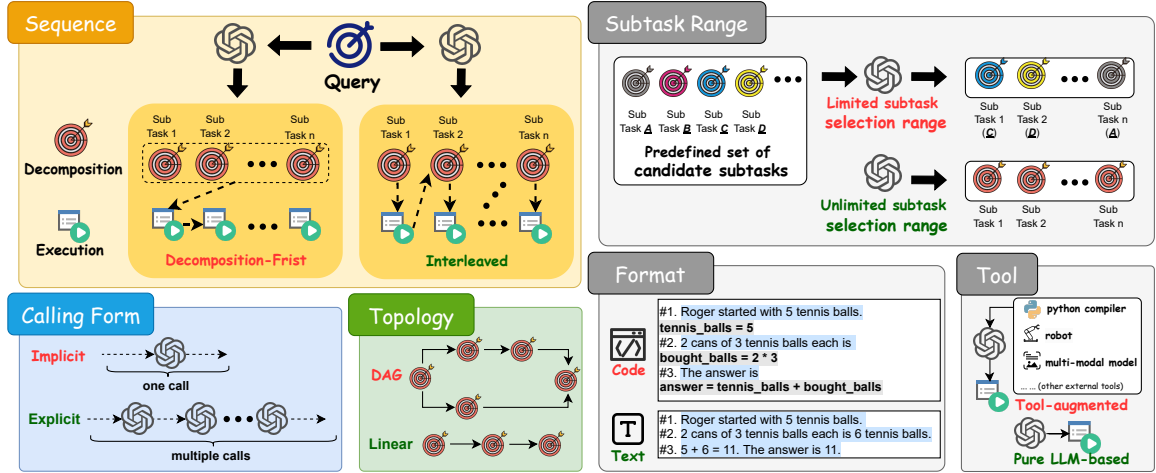 Sequence
Query
Decomposition
Execution
Sub
Task 1
Sub
Task 2
Sub
Task n
Decomposition-Frist
Sub
Task 1
Sub
Task 2
Sub
Task n
Interleaved
Subtask Range
Sub
Task A
Sub
Task B
Sub
Task C
Sub
Task D
Predefined set of
candidate subtasks
Limited subtask
selection range
Sub
Task 1
(C)
Sub
Task 2
(D)
Sub
Task n
(A)
Unlimited subtask
selection range
Sub
Task 1
Sub
Task 2
Sub
Task n
Calling Form
Implicit
one call
Explicit
multiple calls
Topology
DAG
Linear
Format
Code
#1. Roger started with 5 tennis balls.
tennis_balls = 5
#2. 2 cans of 3 tennis balls each is
bought_balls = 2 * 3
#3. The answer is
answer = tennis_balls + bought_balls
T
Text
#1. Roger started with 5 tennis balls.
#2. 2 cans of 3 tennis balls each is 6 tennis balls.
#3. 5 + 6 = 11. The answer is 11.
Tool
python compiler
robot
multi-modal model
... ... (other external tools)
Tool-augmented
Pure LLM-based